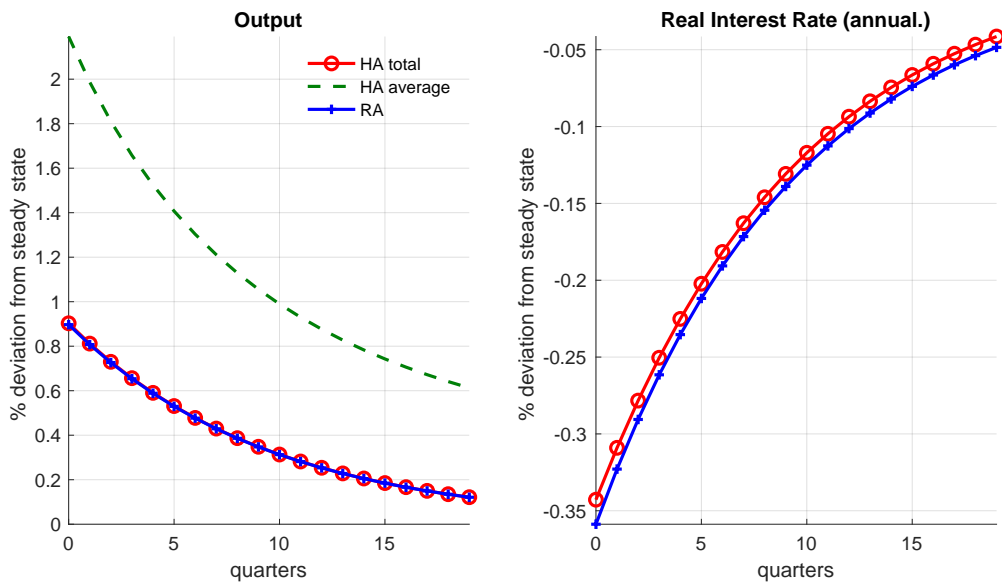 Output
% deviation from steady state
2
1.8
1.6
1.4
1.2
1
0.8
0.6
0.4
0.2
0
HA total
HA average
RA
0
5
10
15
quarters
Real Interest Rate (annual.)
% deviation from steady state
-0.05
-0.1
-0.15
-0.2
-0.25
-0.3
-0.35
0
5
10
15
quarters